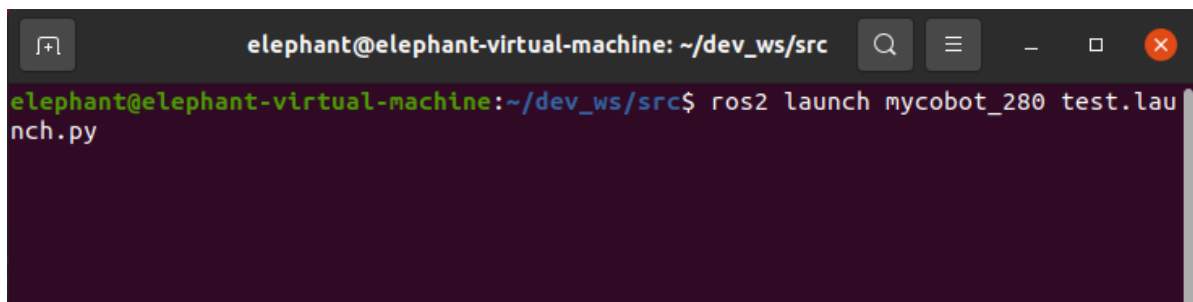 elephant@elephant-virtual-machine: ~/dev_ws/src
elephant@elephant-virtual-machine:~/dev_ws/src$ ros2 launch mycobot_280 test.lau
nch.py